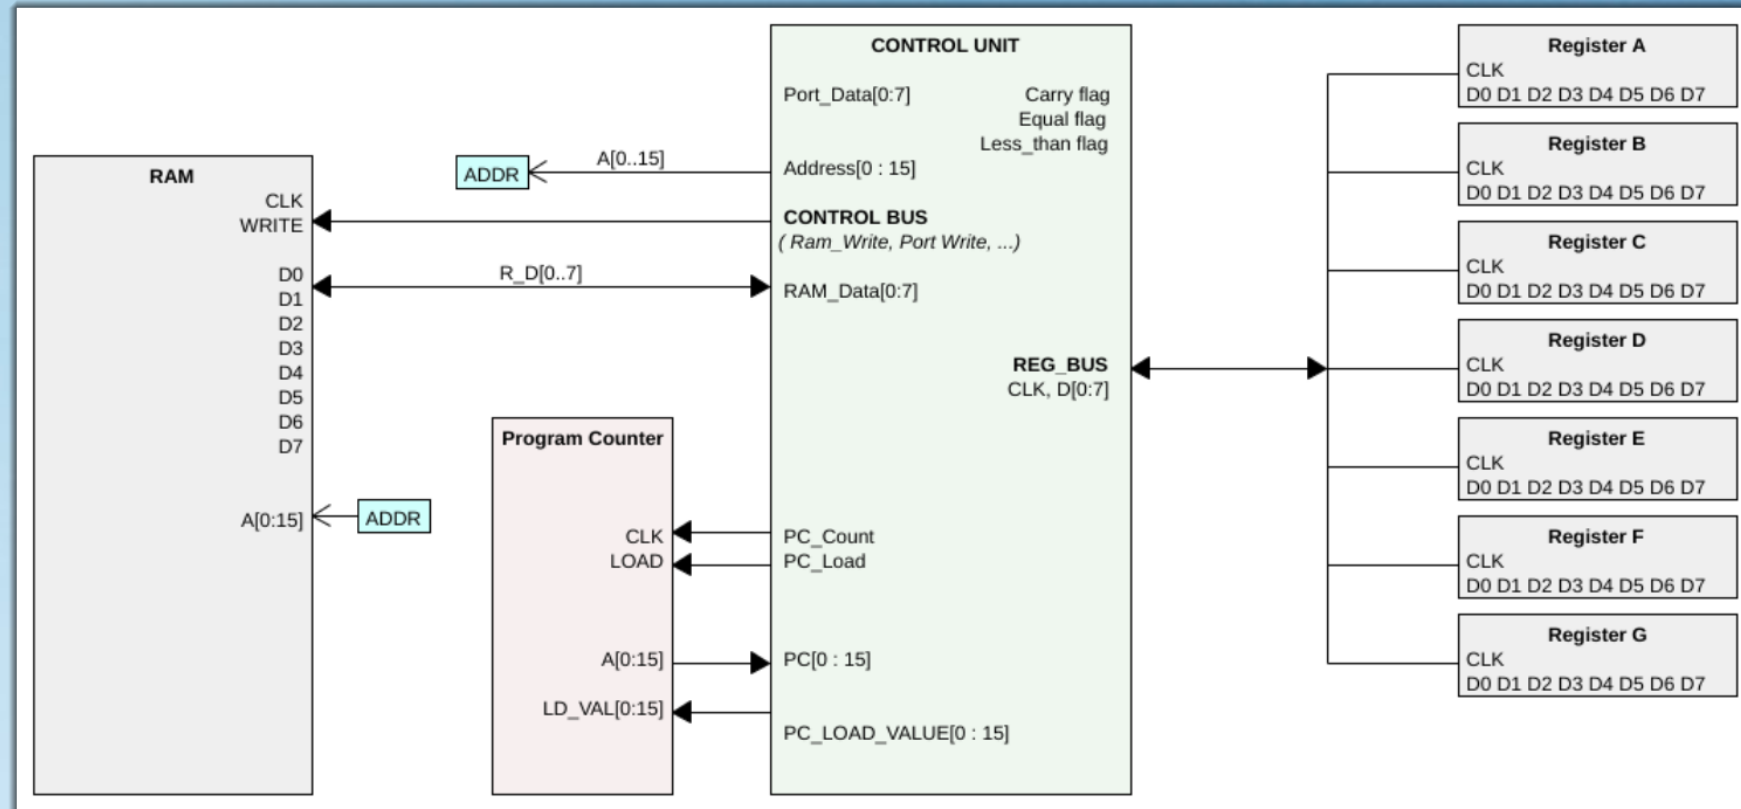 RAM
CLK
WRITE
D0
D1
D2
D3
D4
D5
D6
D7
A[0:15]
ADDR
ADDR
A[0..15]
R_D[0..7]
Program Counter
CLK
LOAD
A[0:15]
LD_VAL[0:15]
CONTROL UNIT
Port_Data[0:7]
Carry flag
Equal flag
Less_than flag
Address[0 : 15]
CONTROL BUS
( Ram_Write, Port Write, ...)
RAM_Data[0:7]
REG_BUS
CLK, D[0:7]
PC_Count
PC_Load
PC[0 : 15]
PC_LOAD_VALUE[0 : 15]
Register A
CLK
D0 D1 D2 D3 D4 D5 D6 D7
Register B
CLK
D0 D1 D2 D3 D4 D5 D6 D7
Register C
CLK
D0 D1 D2 D3 D4 D5 D6 D7
Register D
CLK
D0 D1 D2 D3 D4 D5 D6 D7
Register E
CLK
D0 D1 D2 D3 D4 D5 D6 D7
Register F
CLK
D0 D1 D2 D3 D4 D5 D6 D7
Register G
CLK
D0 D1 D2 D3 D4 D5 D6 D7